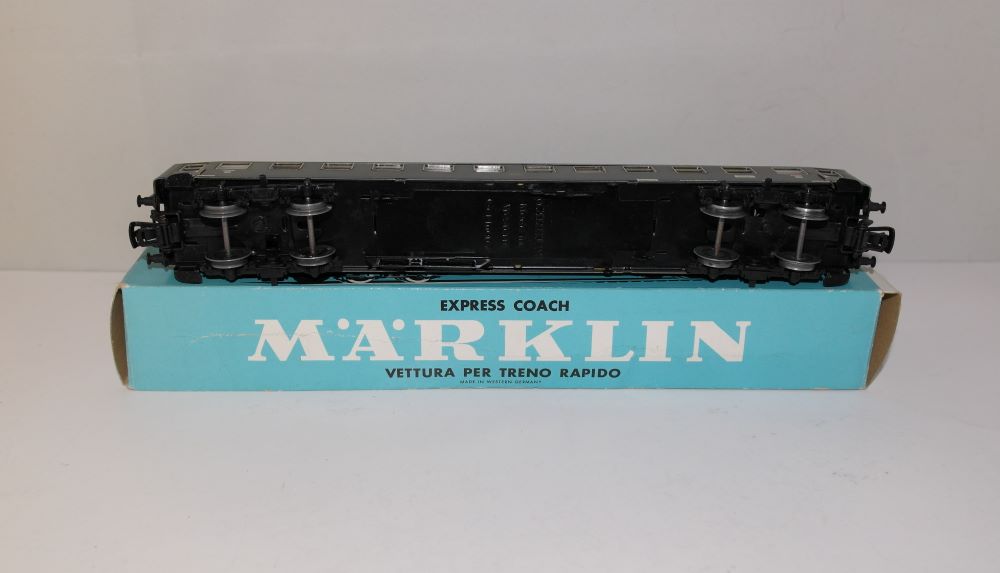 EXPRESS COACH
MÄRKLIN
VETTURA PER TRENO RAPIDO
MADE IN WESTERN GERMANY